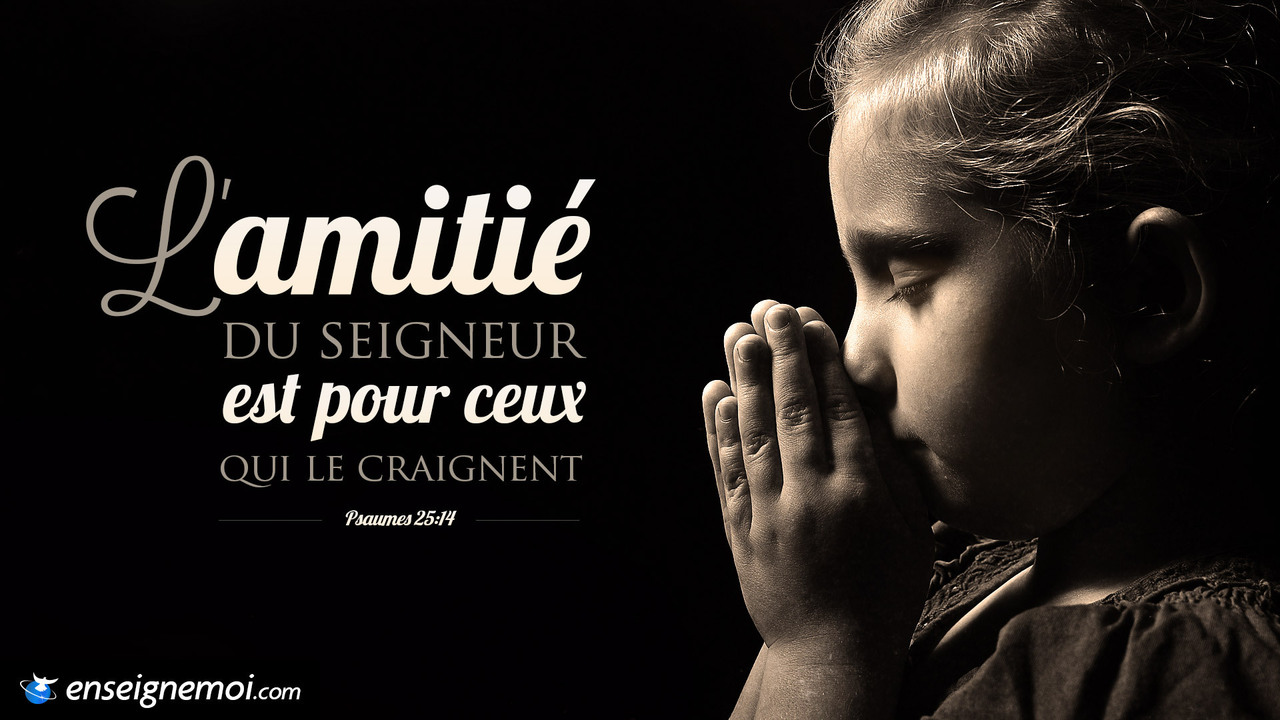 L'amitié
DU SEIGNEUR
est pour ceux
QUI LE CRAIGNENT
Psaumes 25:14
enseignemoi.com